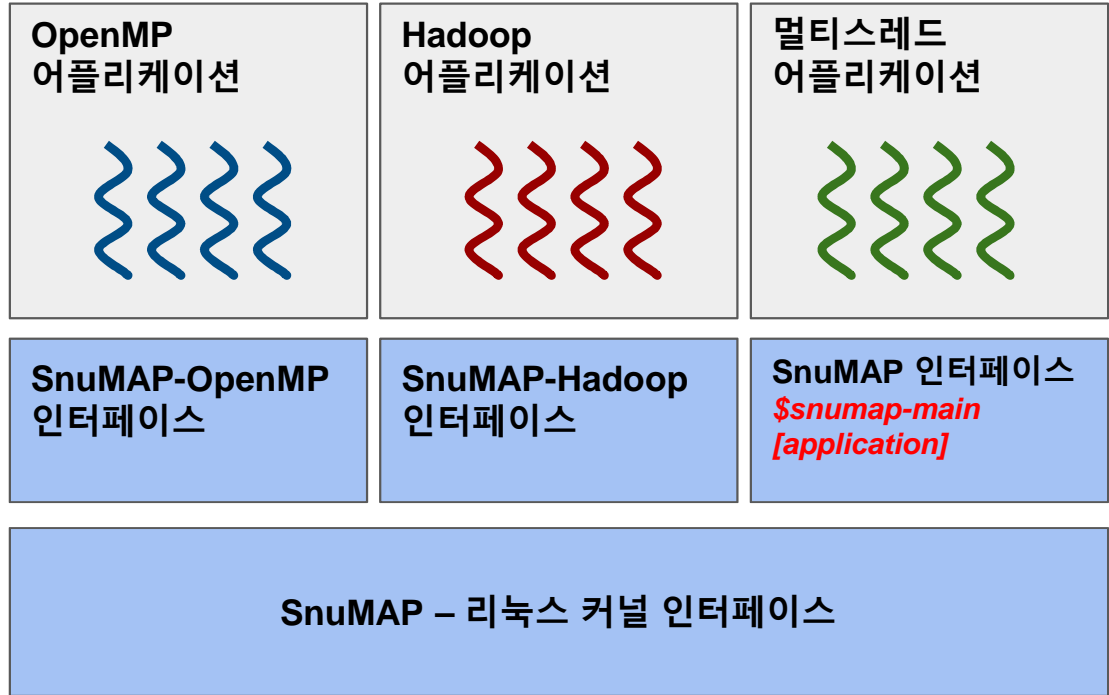 OpenMP
어플리케이션
Hadoop
어플리케이션
멀티스레드
어플리케이션
SnuMAP-OpenMP
인터페이스
SnuMAP-Hadoop
인터페이스
SnuMAP 인터페이스
$snumap-main
[application]
SnuMAP – 리눅스 커널 인터페이스